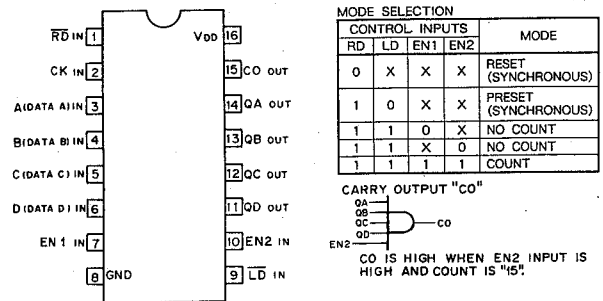 R̅D̅ IN 1
CK IN 2
A(DATA A) IN 3
B(DATA B) IN 4
C(DATA C) IN 5
D(DATA D) IN 6
EN 1 IN 7
8 GND
VDD 16
15 CO OUT
14 QA OUT
13 QB OUT
12 QC OUT
11 QD OUT
10 EN2 IN
9 L̅D̅ IN
MODE SELECTION
CONTROL INPUTS MODE
RD LD EN1 EN2
0 X X X RESET
(SYNCHRONOUS)
1 0 X X PRESET
(SYNCHRONOUS)
1 1 0 X NO COUNT
1 1 X 0 NO COUNT
1 1 1 1 COUNT
CARRY OUTPUT "CO"
QA
QB
QC
QD
EN2
CO
CO IS HIGH WHEN EN2 INPUT IS
HIGH AND COUNT IS "15".